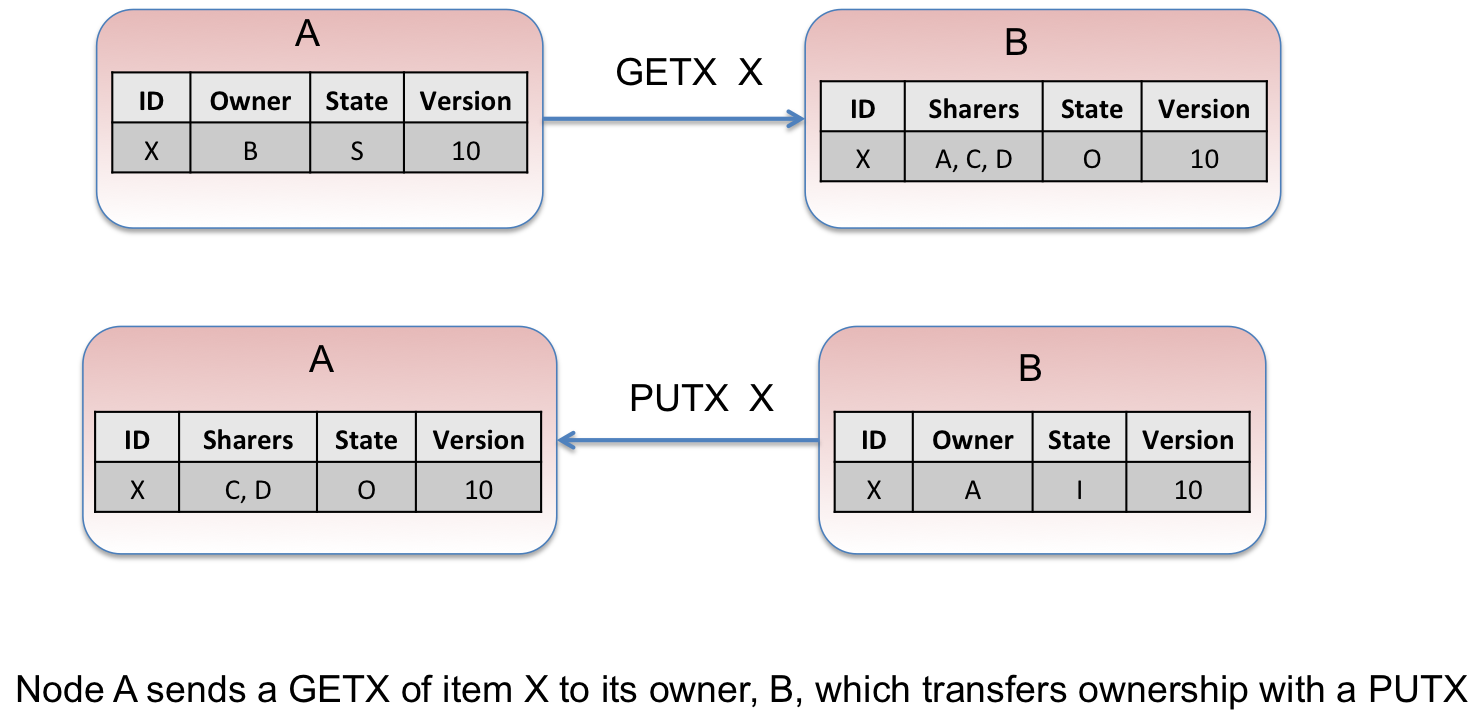 A
ID Owner State Version
X B S 10
GETX X
B
ID Sharers State Version
X A, C, D O 10
A
ID Sharers State Version
X C, D O 10
PUTX X
B
ID Owner State Version
X A I 10
Node A sends a GETX of item X to its owner, B, which transfers ownership with a PUTX